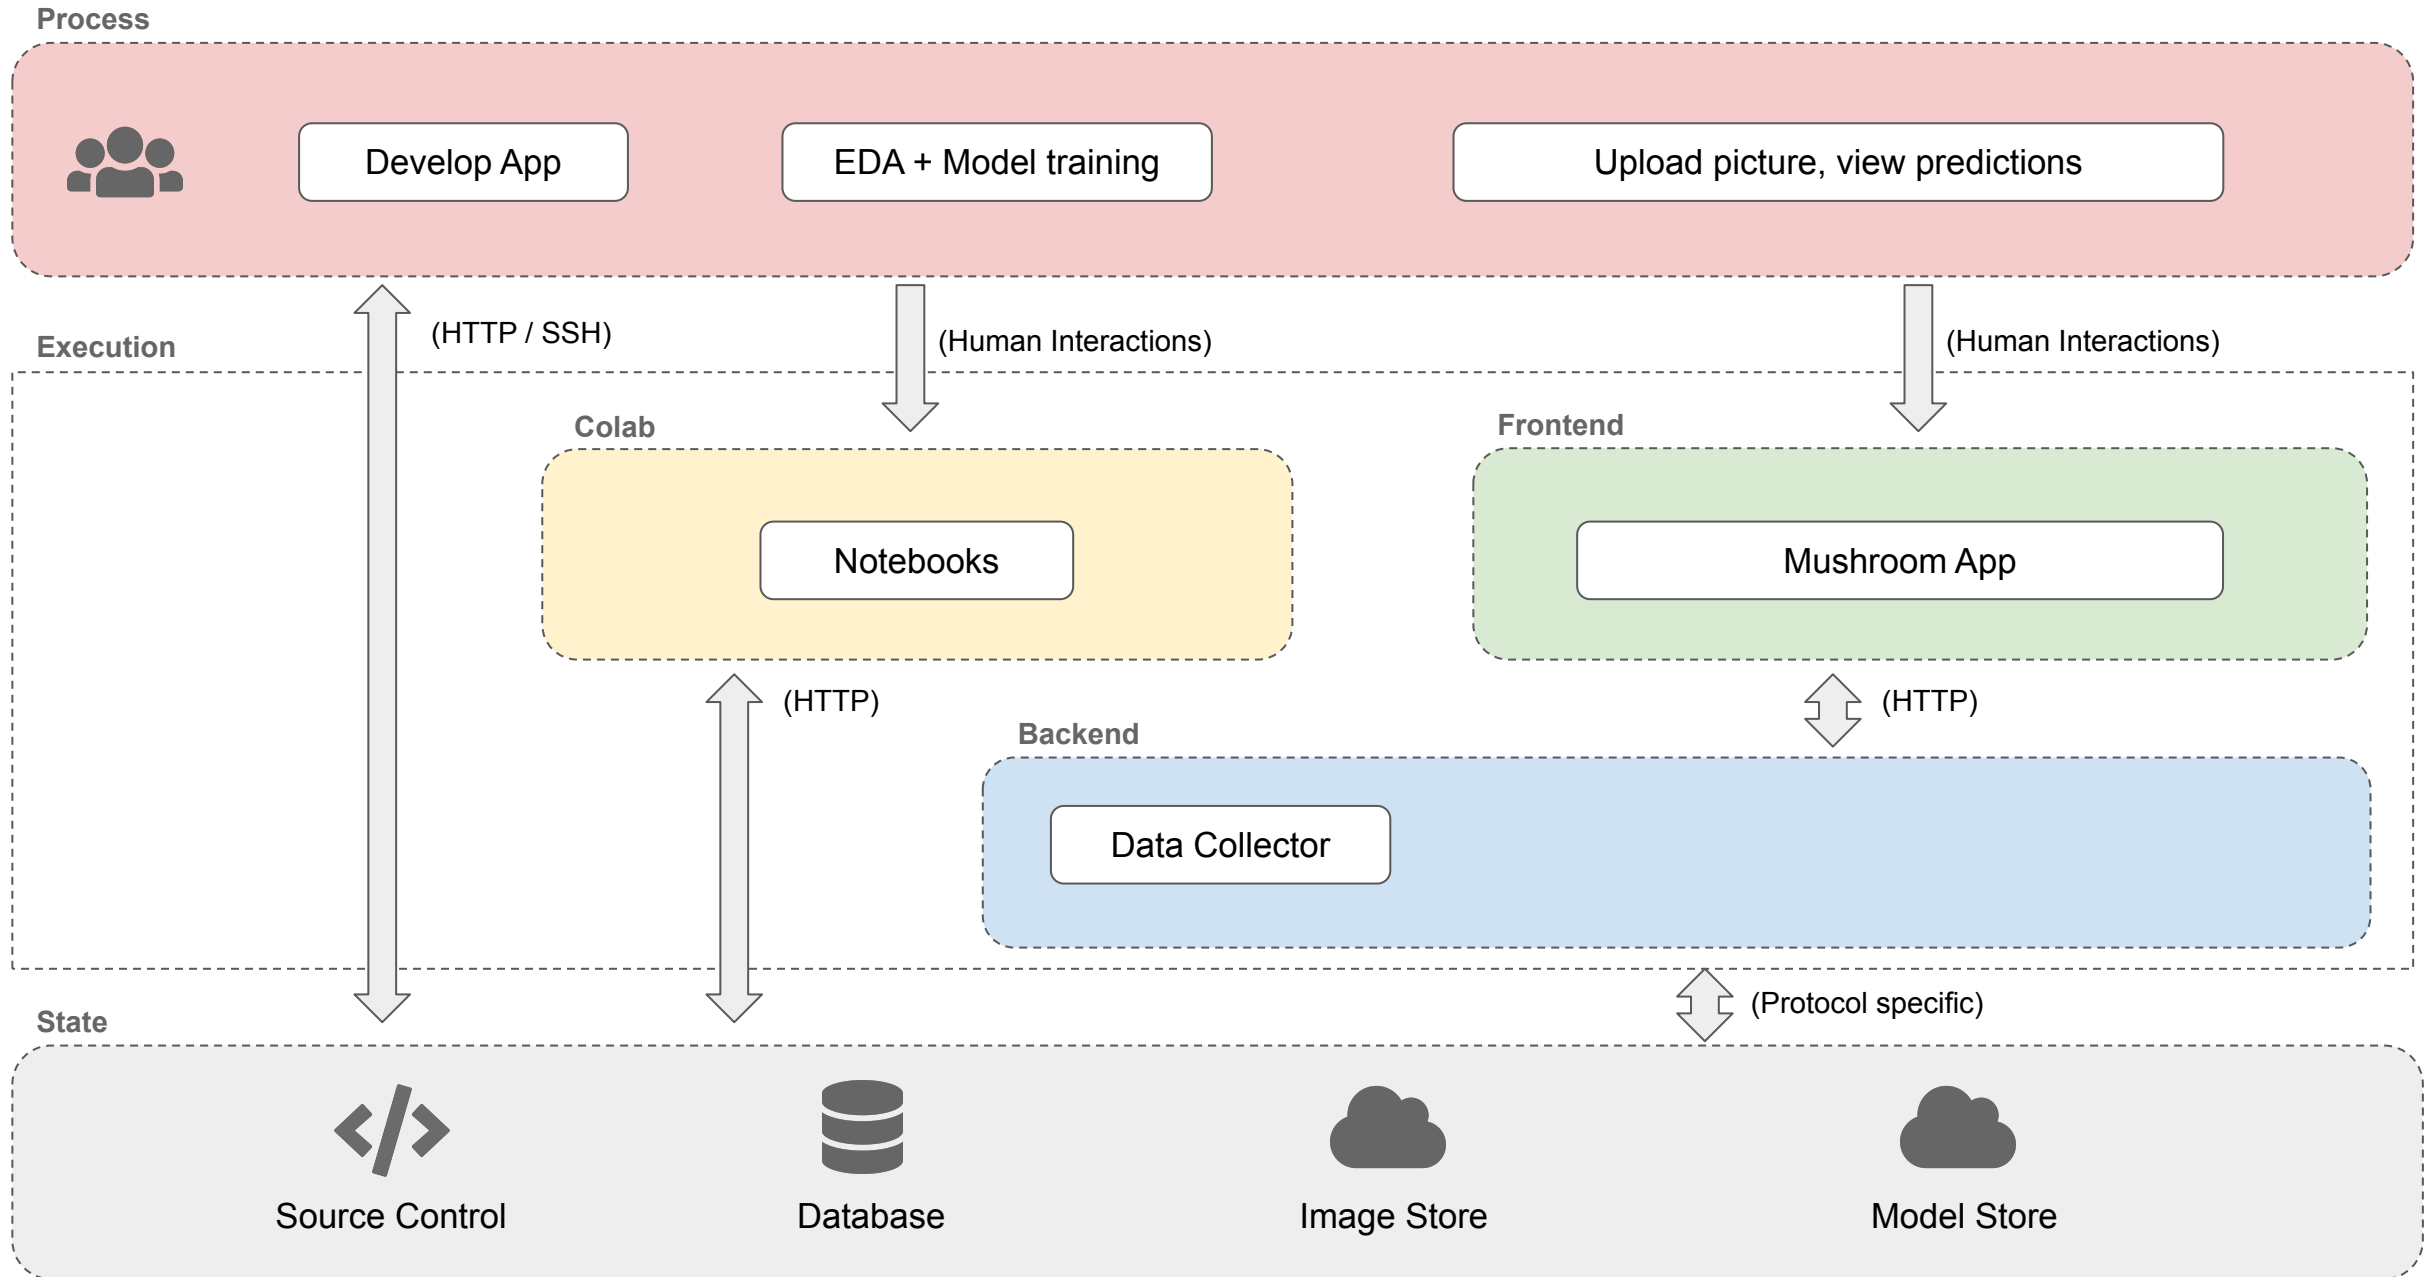 Process
Develop App
EDA + Model training
Upload picture, view predictions
(HTTP / SSH)
(Human Interactions)
(Human Interactions)
Execution
Colab
Frontend
Notebooks
Mushroom App
(HTTP)
(HTTP)
Backend
Data Collector
(Protocol specific)
State
Source Control
Database
Image Store
Model Store